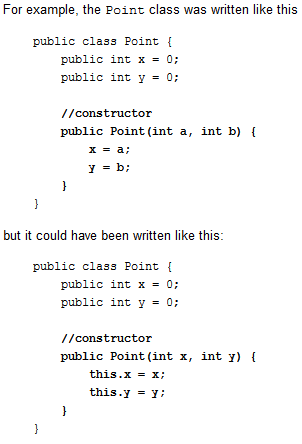 For example, the Point class was written like this
public class Point {
public int x = 0;
public int y = 0;
//constructor
public Point(int a, int b) {
x = a;
y = b;
}
}
but it could have been written like this:
public class Point {
public int x = 0;
public int y = 0;
//constructor
public Point(int x, int y) {
this.x = x;
this.y = y;
}
}